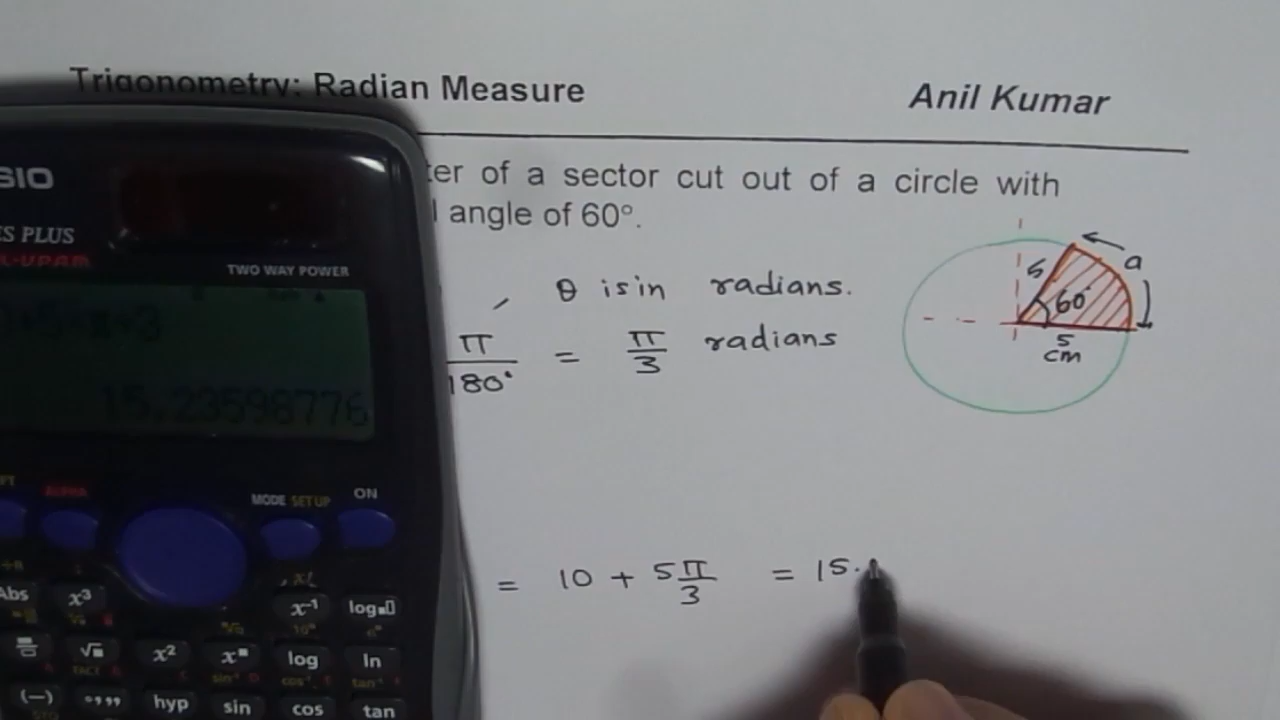 Trigonometry: Radian Measure Anil Kumar
ter of a sector cut out of a circle with
l angle of 60°.
, θ is in radians.
π/180° = π/3 radians
a
5
60°
5
cm
= 10 + 5π/3 = 15.
SIO
ES PLUS
TWO WAY POWER
15.23598776
MODE SETUP ON
ALPHA
Abs x³ x⁻¹ log
√ x² x■ log ln
(−) hyp sin cos tan